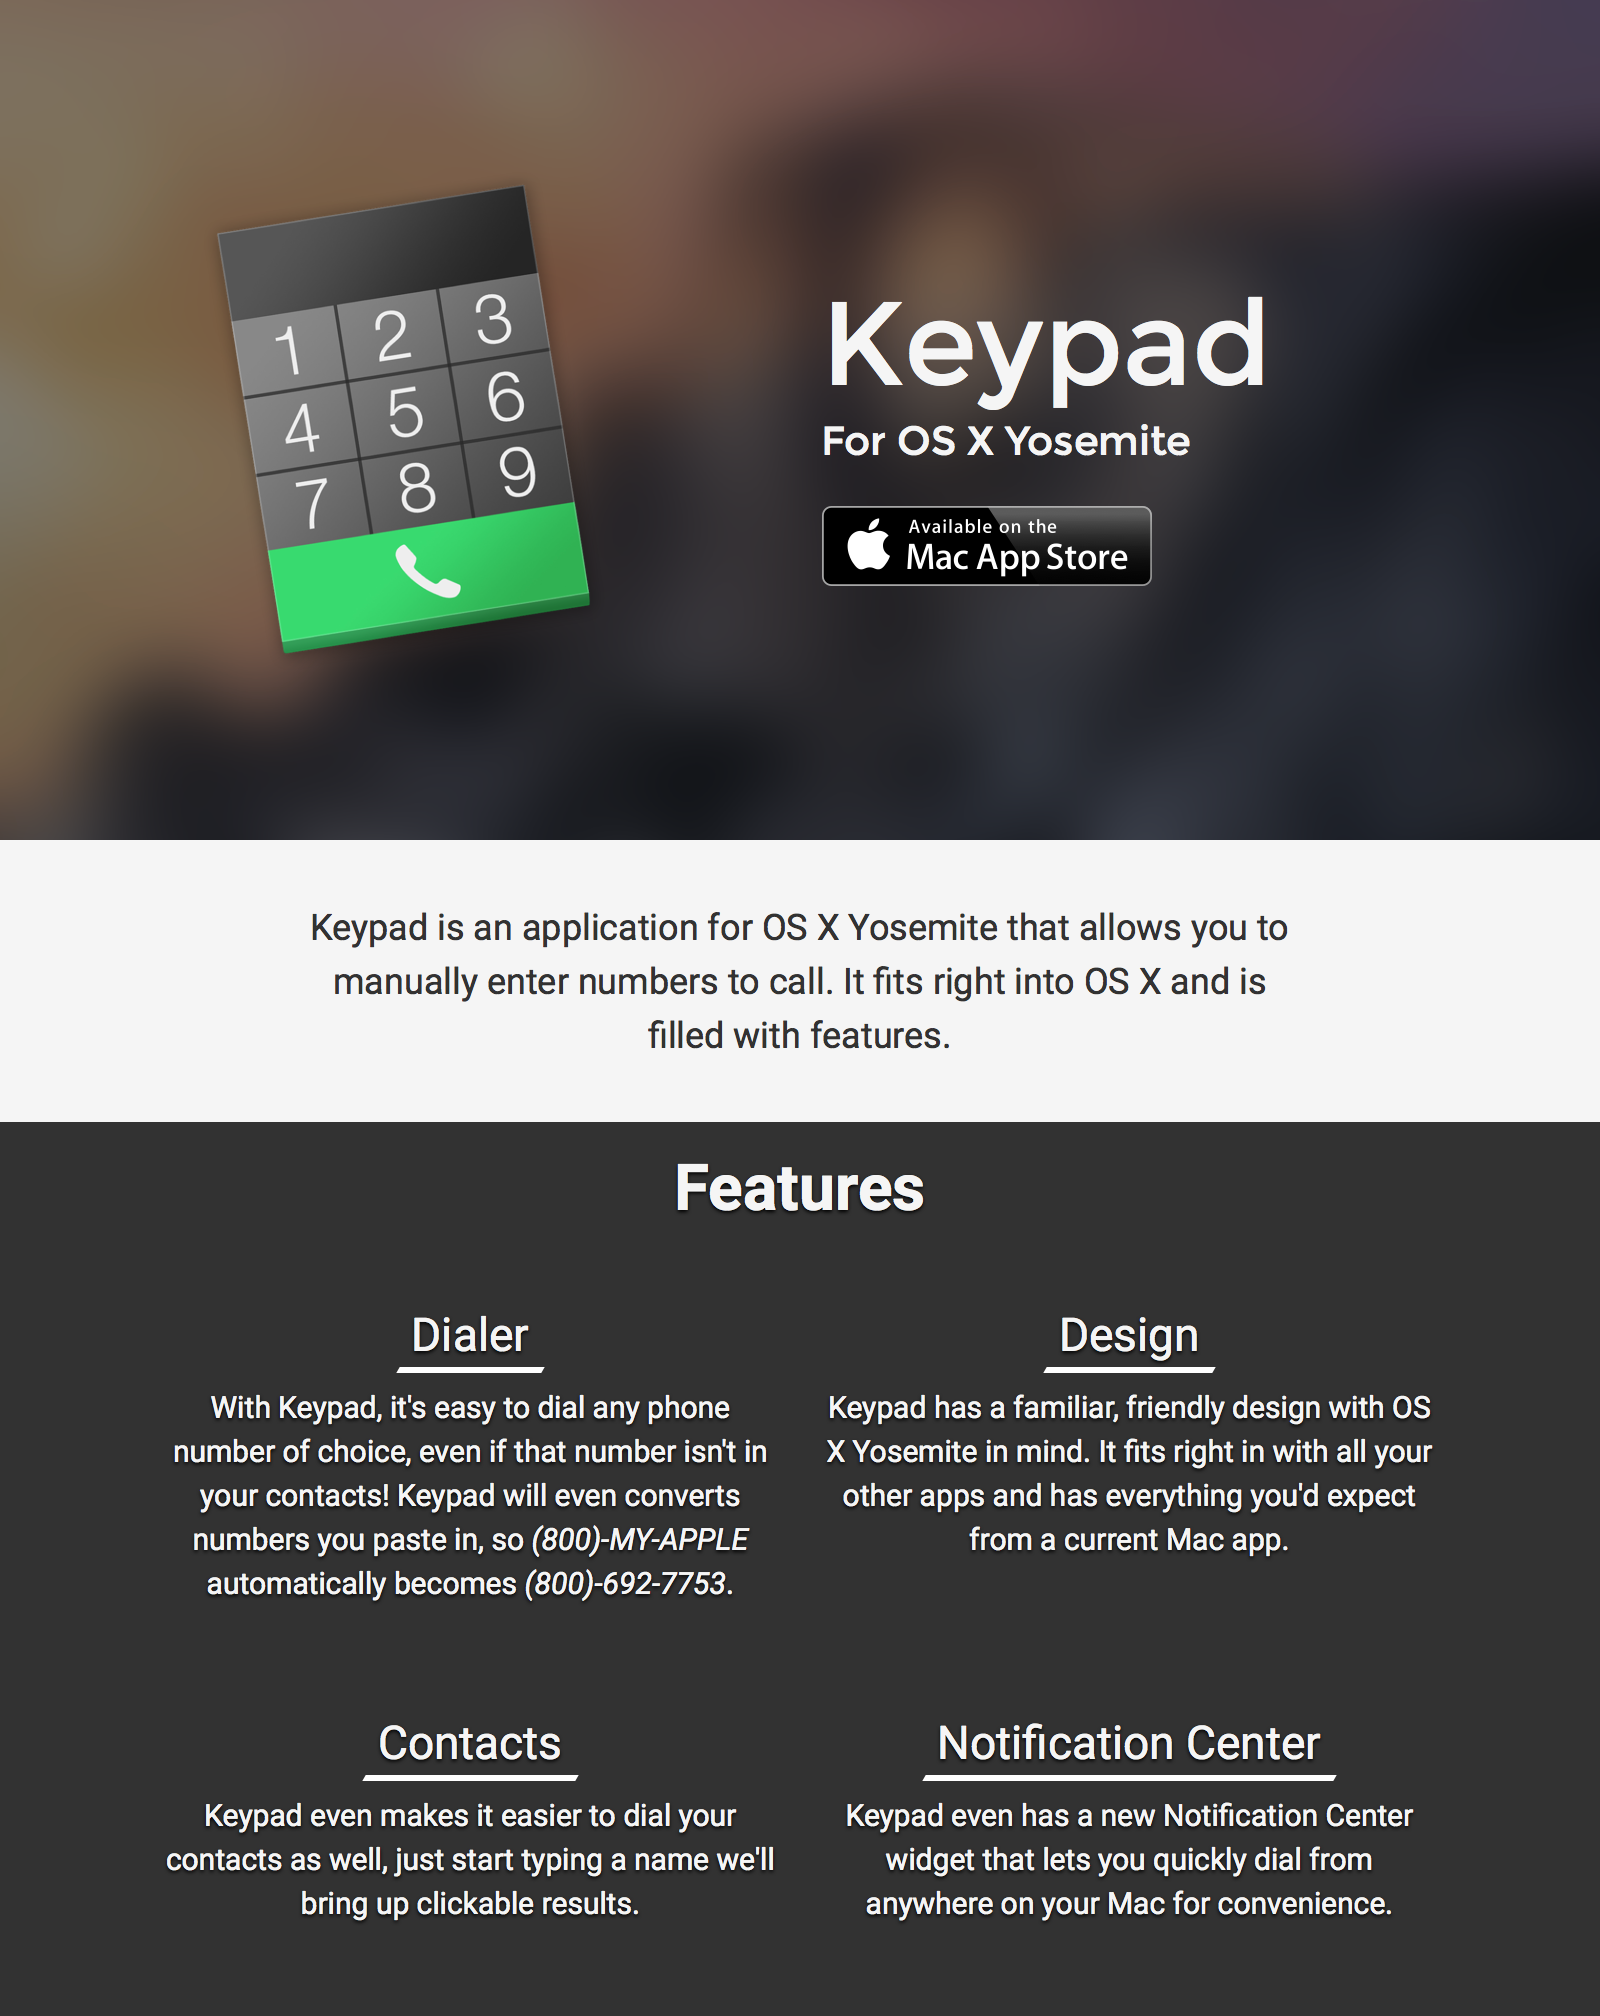 1 2 3
4 5 6
7 8 9
Keypad
For OS X Yosemite
Available on the
Mac App Store
Keypad is an application for OS X Yosemite that allows you to
manually enter numbers to call. It fits right into OS X and is
filled with features.
Features
Dialer
With Keypad, it's easy to dial any phone
number of choice, even if that number isn't in
your contacts! Keypad will even converts
numbers you paste in, so (800)-MY-APPLE
automatically becomes (800)-692-7753.
Design
Keypad has a familiar, friendly design with OS
X Yosemite in mind. It fits right in with all your
other apps and has everything you'd expect
from a current Mac app.
Contacts
Keypad even makes it easier to dial your
contacts as well, just start typing a name we'll
bring up clickable results.
Notification Center
Keypad even has a new Notification Center
widget that lets you quickly dial from
anywhere on your Mac for convenience.